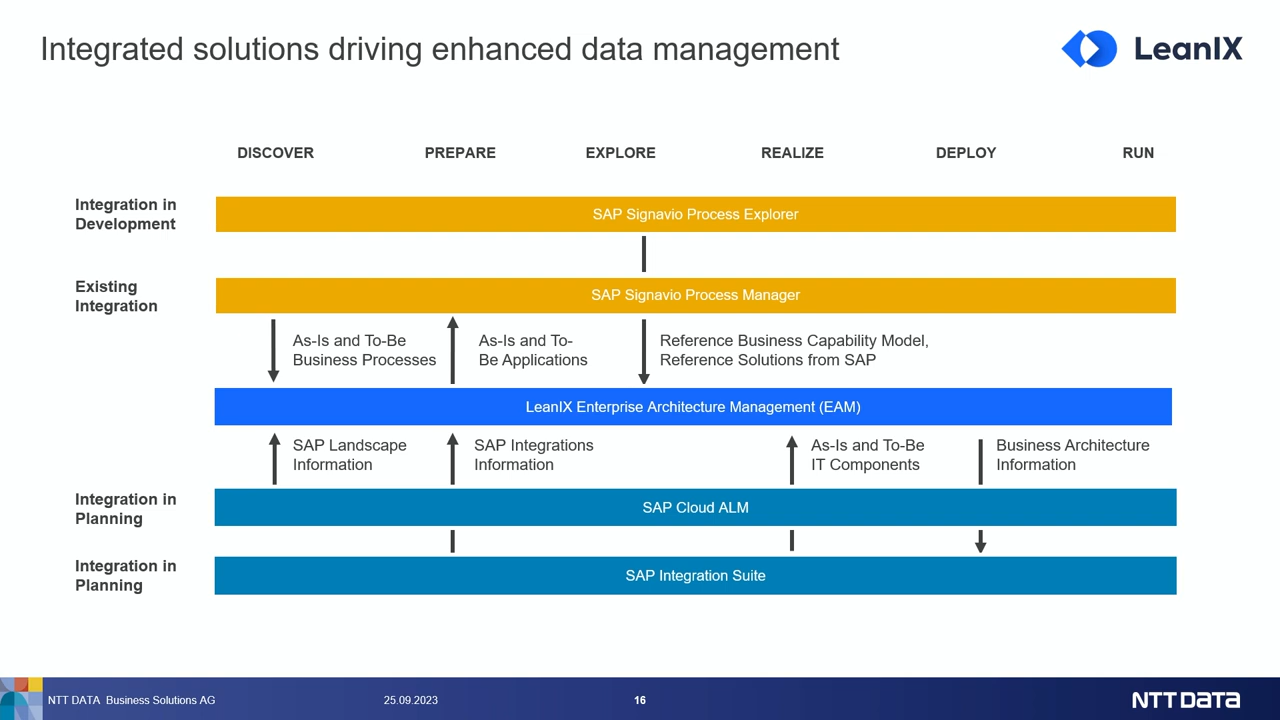 Integrated solutions driving enhanced data management
LeanIX
DISCOVER
PREPARE
EXPLORE
REALIZE
DEPLOY
RUN
Integration in
Development
SAP Signavio Process Explorer
Existing
Integration
SAP Signavio Process Manager
As-Is and To-Be
Business Processes
As-Is and To-
Be Applications
Reference Business Capability Model,
Reference Solutions from SAP
LeanIX Enterprise Architecture Management (EAM)
SAP Landscape
Information
SAP Integrations
Information
As-Is and To-Be
IT Components
Business Architecture
Information
Integration in
Planning
SAP Cloud ALM
Integration in
Planning
SAP Integration Suite
NTT DATA Business Solutions AG
25.09.2023
16
NTT DATA